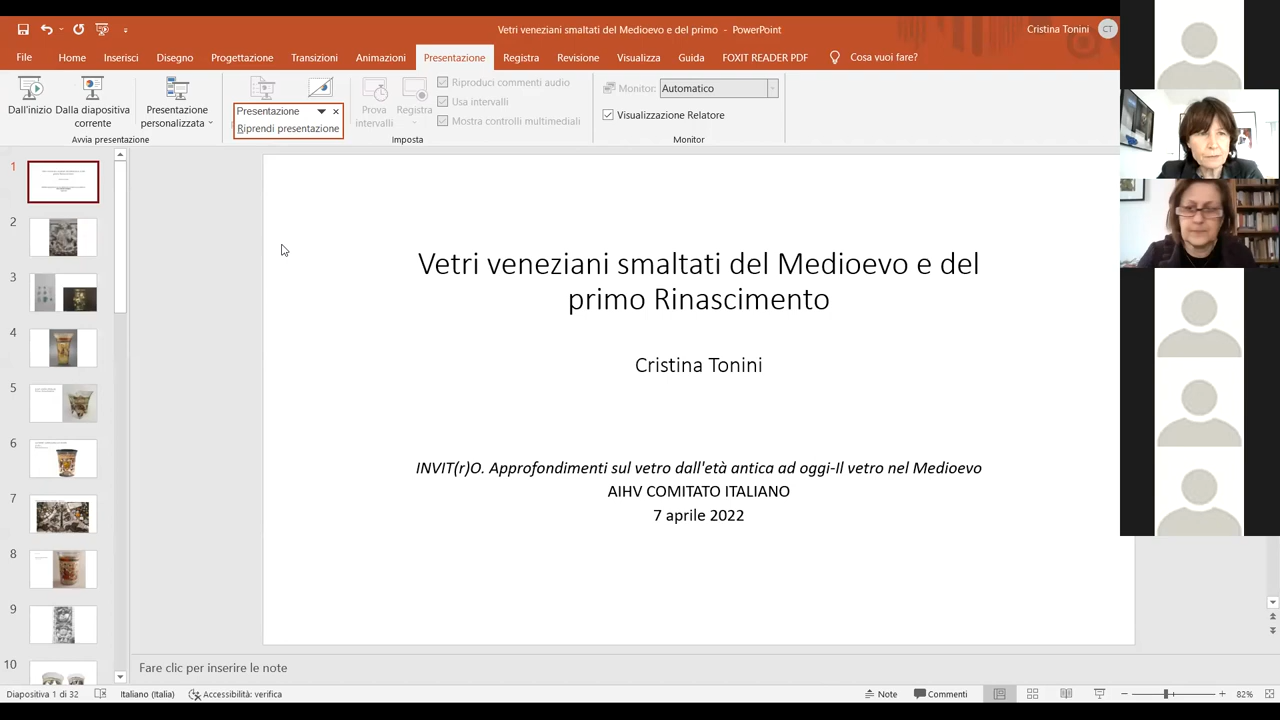 Vetri veneziani smaltati del Medioevo e del primo - PowerPoint
Cristina Tonini
CT
File
Home
Inserisci
Disegno
Progettazione
Transizioni
Animazioni
Presentazione
Registra
Revisione
Visualizza
Guida
FOXIT READER PDF
Cosa vuoi fare?
Dall'inizio
Dalla diapositiva
corrente
Presentazione
personalizzata
Avvia presentazione
Presentazione
Riprendi presentazione
Prova
intervalli
Registra
Riproduci commenti audio
Usa intervalli
Mostra controlli multimediali
Imposta
Monitor:
Automatico
Visualizzazione Relatore
Monitor
1
2
3
4
5
6
7
8
9
10
Vetri veneziani smaltati del Medioevo e del
primo Rinascimento
Cristina Tonini
INVIT(r)O. Approfondimenti sul vetro dall'età antica ad oggi-Il vetro nel Medioevo
AIHV COMITATO ITALIANO
7 aprile 2022
Fare clic per inserire le note
Diapositiva 1 di 32
Italiano (Italia)
Accessibilità: verifica
Note
Commenti
82%